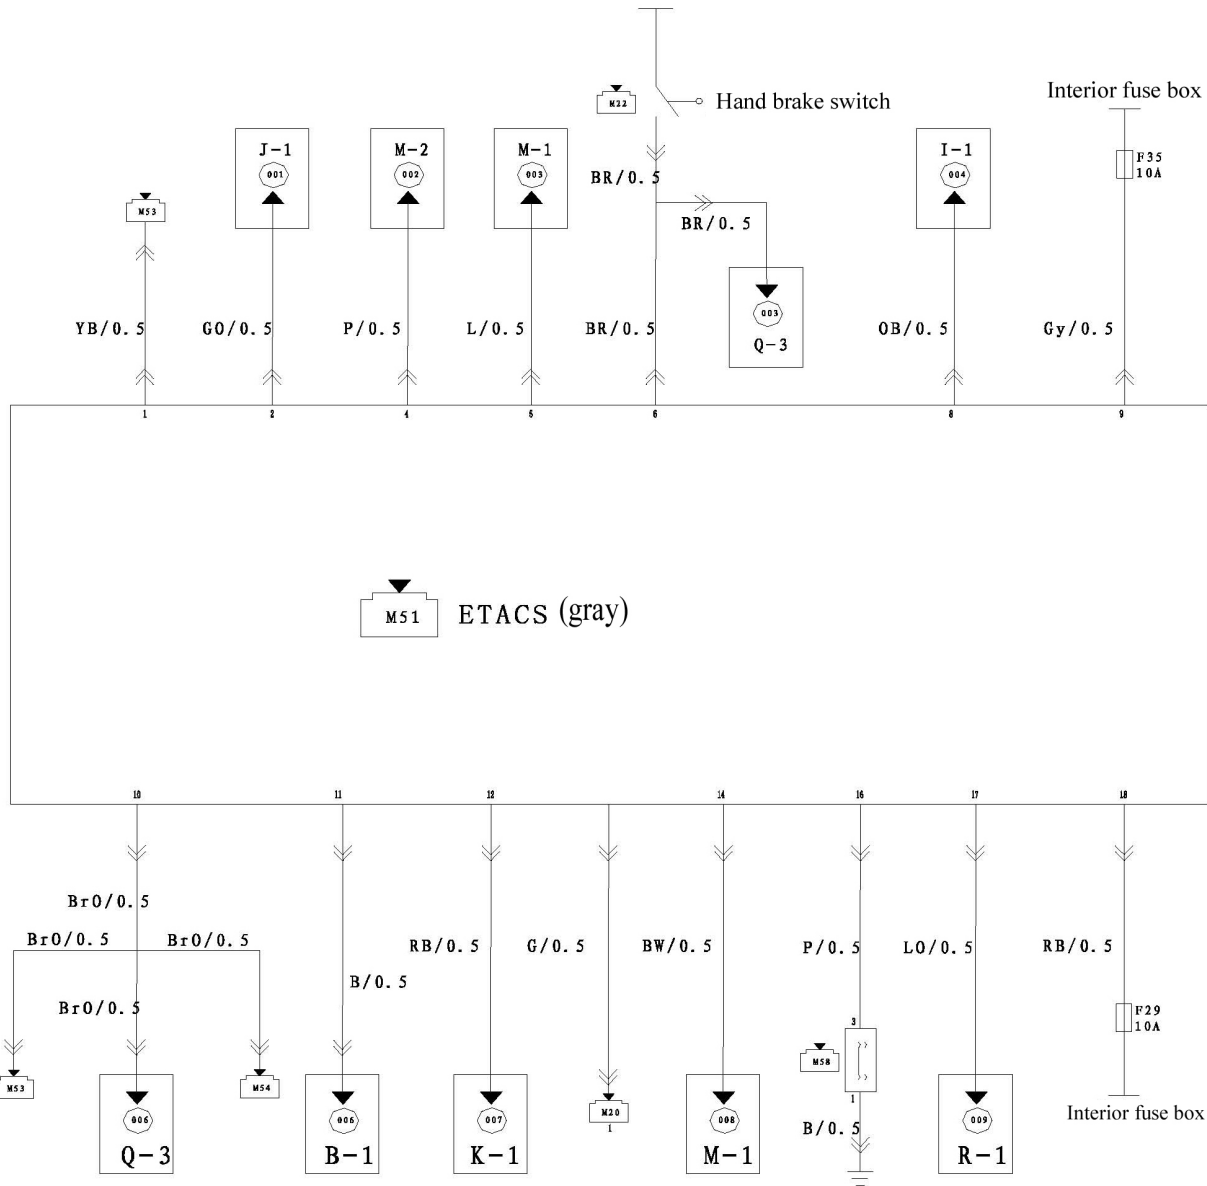 M22
Hand brake switch
Interior fuse box
F35
10A
J-1
001
M-2
002
M-1
003
I-1
004
M53
BR/0.5
BR/0.5
003
Q-3
YB/0.5
GO/0.5
P/0.5
L/0.5
BR/0.5
OB/0.5
Gy/0.5
1
2
4
5
6
8
9
M51
ETACS (gray)
10
11
12
14
16
17
18
BrO/0.5
BrO/0.5
BrO/0.5
BrO/0.5
B/0.5
RB/0.5
G/0.5
BW/0.5
P/0.5
LO/0.5
RB/0.5
F29
10A
3
M58
1
B/0.5
M53
M54
M20
1
006
Q-3
006
B-1
007
K-1
008
M-1
009
R-1
Interior fuse box